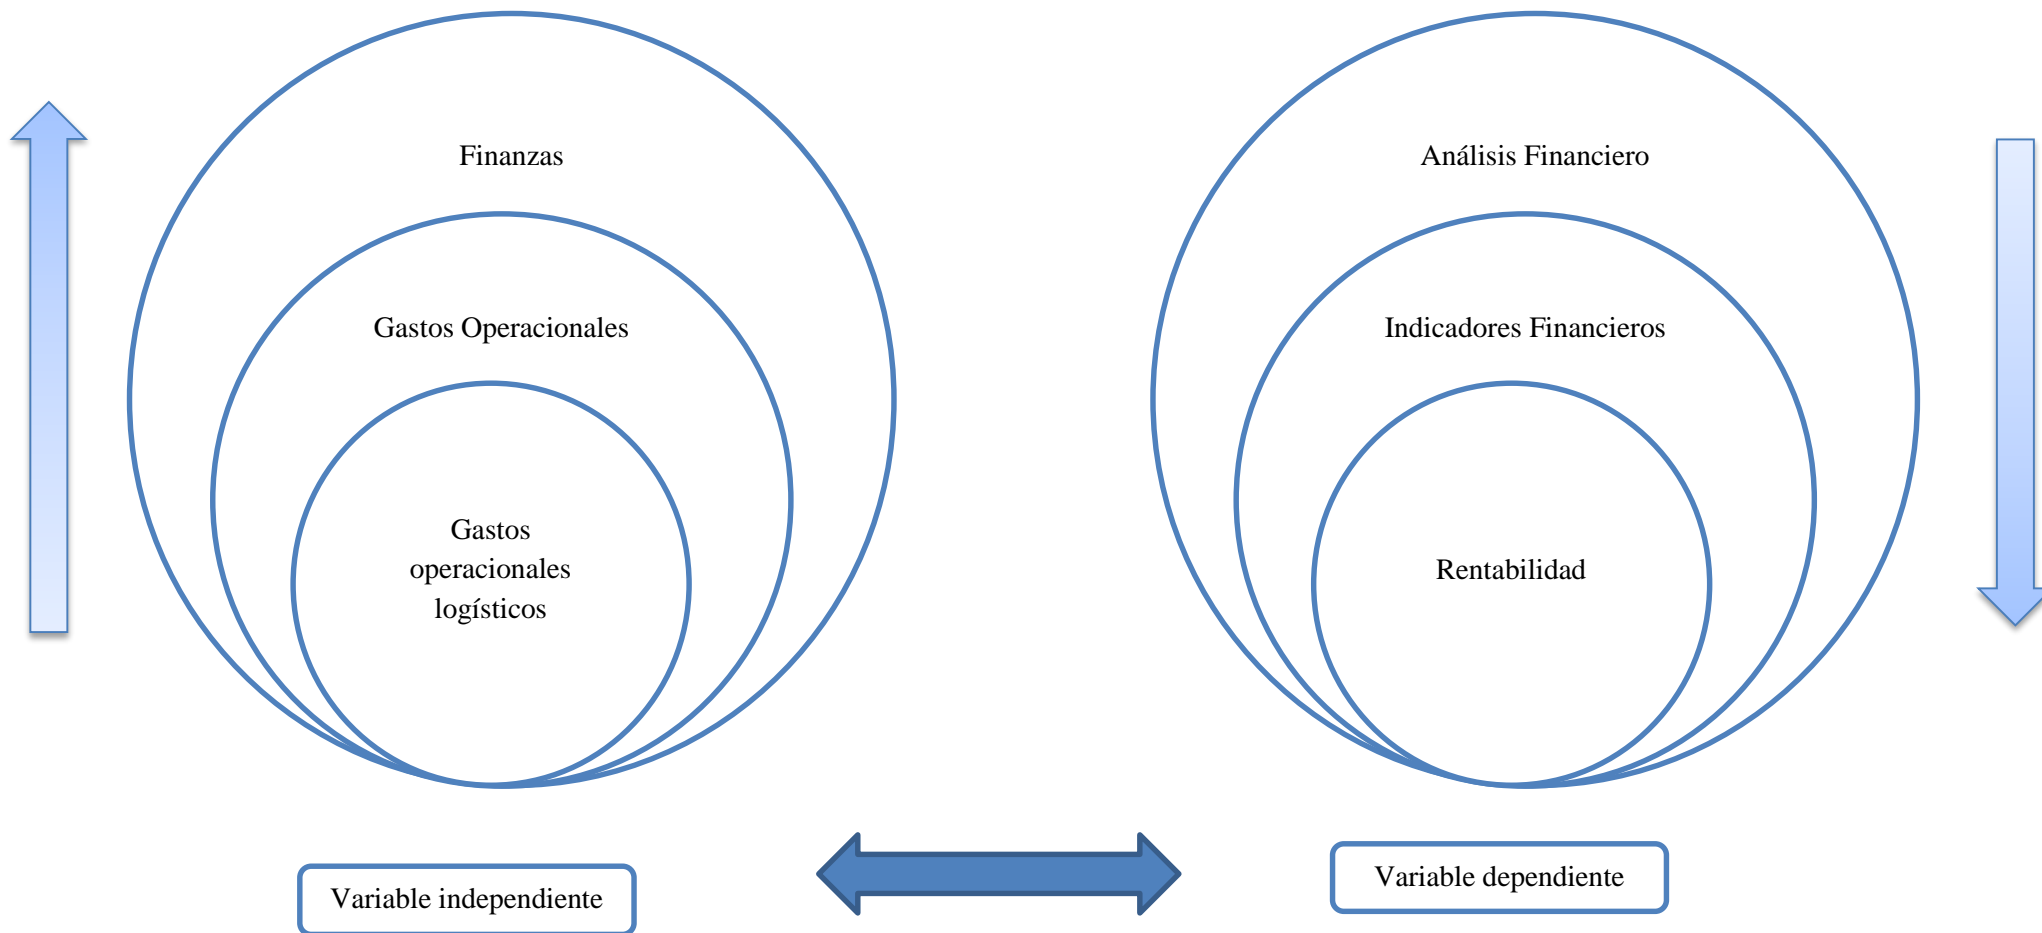 Finanzas
Gastos Operacionales
Gastos
operacionales
logísticos
Variable independiente
Análisis Financiero
Indicadores Financieros
Rentabilidad
Variable dependiente